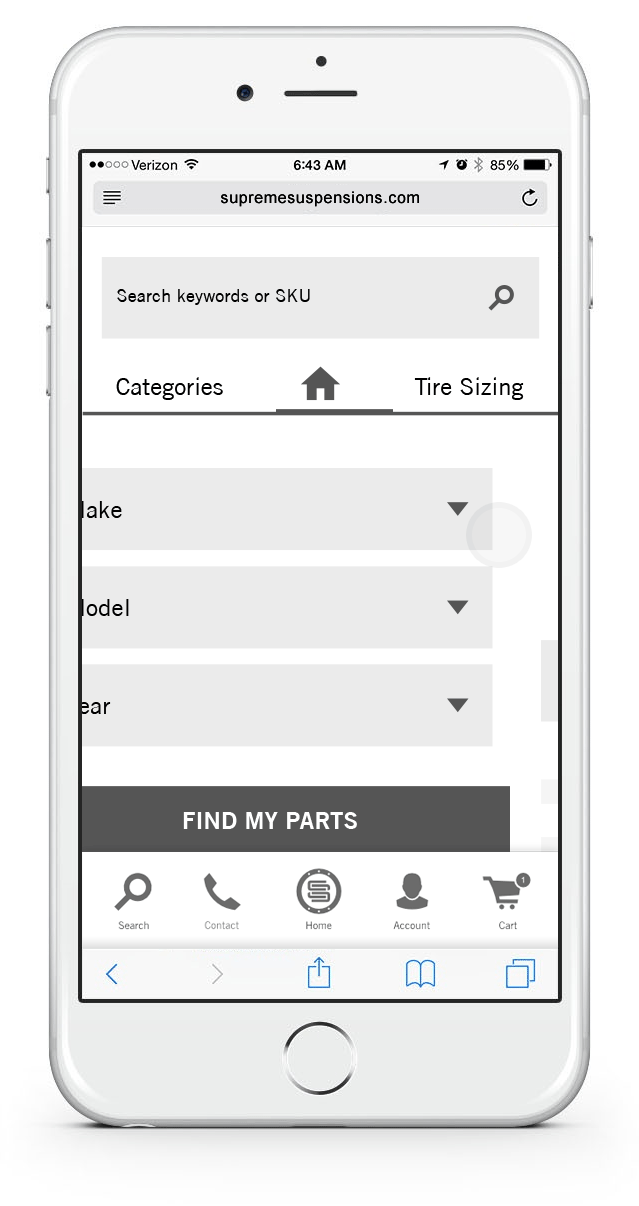 Verizon 6:43 AM 85%
supremesuspensions.com
Search keywords or SKU
Categories Tire Sizing
lake
lodel
ear
FIND MY PARTS
1
Search Contact Home Account Cart